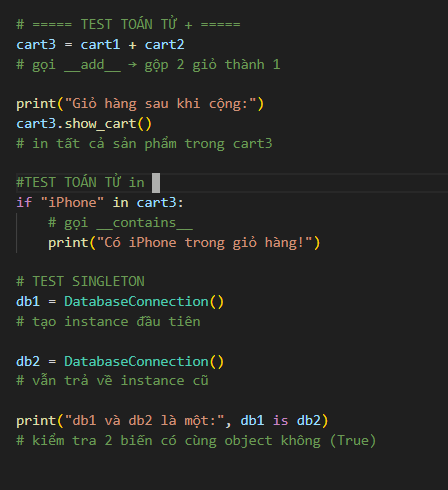 # ===== TEST TOÁN TỬ + =====
cart3 = cart1 + cart2
# gọi __add__ → gộp 2 giỏ thành 1
print("Giỏ hàng sau khi cộng:")
cart3.show_cart()
# in tất cả sản phẩm trong cart3
#TEST TOÁN TỬ in
if "iPhone" in cart3:
# gọi __contains__
print("Có iPhone trong giỏ hàng!")
# TEST SINGLETON
db1 = DatabaseConnection()
# tạo instance đầu tiên
db2 = DatabaseConnection()
# vẫn trả về instance cũ
print("db1 và db2 là một:", db1 is db2)
# kiểm tra 2 biến có cùng object không (True)